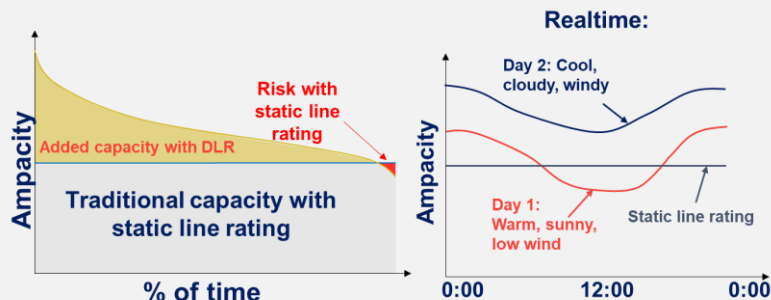 Realtime:
Ampacity
Risk with
static line
rating
Added capacity with DLR
Traditional capacity with
static line rating
% of time
Ampacity
Day 2: Cool,
cloudy, windy
Day 1:
Warm, sunny,
low wind
Static line rating
0:00
12:00
0:00